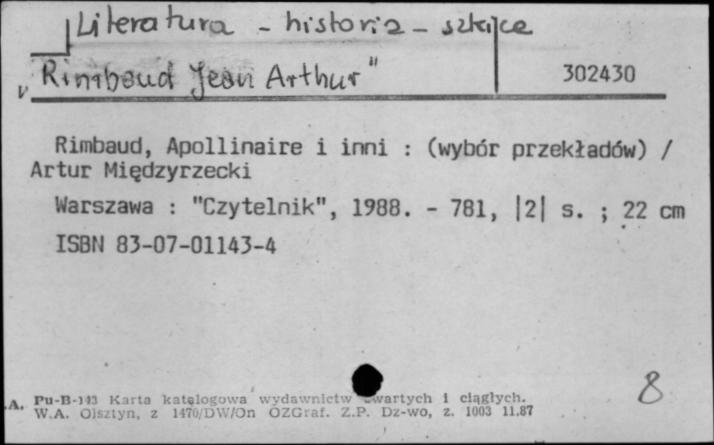 Literatura - historia - szkice
"Rimbaud Jean Arthur"
302430
Rimbaud, Apollinaire i inni : (wybór przekładów) /
Artur Międzyrzecki
Warszawa : "Czytelnik", 1988. - 781, |2| s. ; 22 cm
ISBN 83-07-01143-4
8
.A. Pu-B-143 Karta katalogowa wydawnictw zwartych i ciągłych.
W.A. Olsztyn, z 1470/DW/On OZGraf. Z.P. Dz-wo, z. 1003 11.87